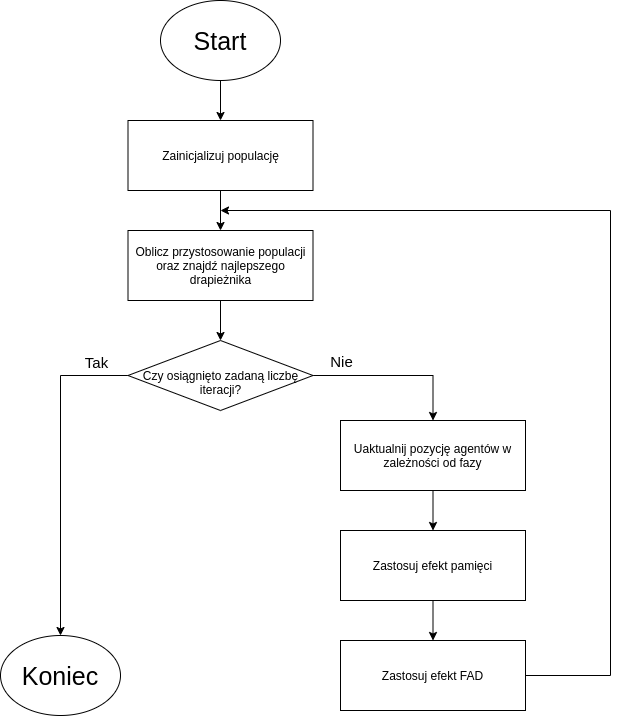 Start
Zainicjalizuj populację
Oblicz przystosowanie populacji
oraz znajdź najlepszego
drapieżnika
Tak
Nie
Czy osiągnięto zadaną liczbę
iteracji?
Uaktualnij pozycję agentów w
zależności od fazy
Zastosuj efekt pamięci
Zastosuj efekt FAD
Koniec